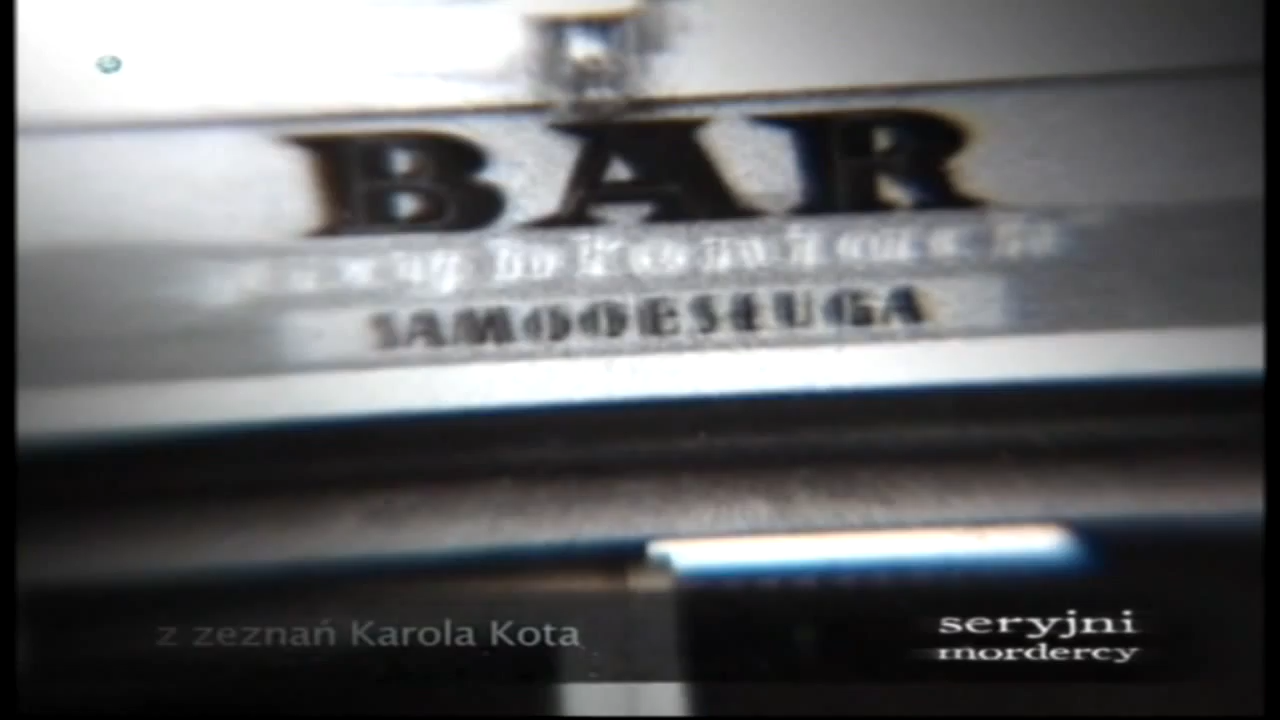 BAR
SAMOOBSŁUGA
z zeznań Karola Kota
seryjni
mordercy